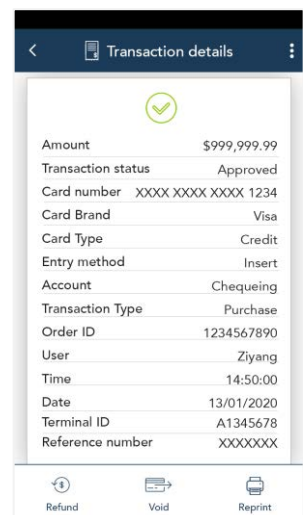 Transaction details
Amount $999,999.99
Transaction status Approved
Card number XXXX XXXX XXXX 1234
Card Brand Visa
Card Type Credit
Entry method Insert
Account Chequeing
Transaction Type Purchase
Order ID 1234567890
User Ziyang
Time 14:50:00
Date 13/01/2020
Terminal ID A1345678
Reference number XXXXXXX
Refund Void Reprint